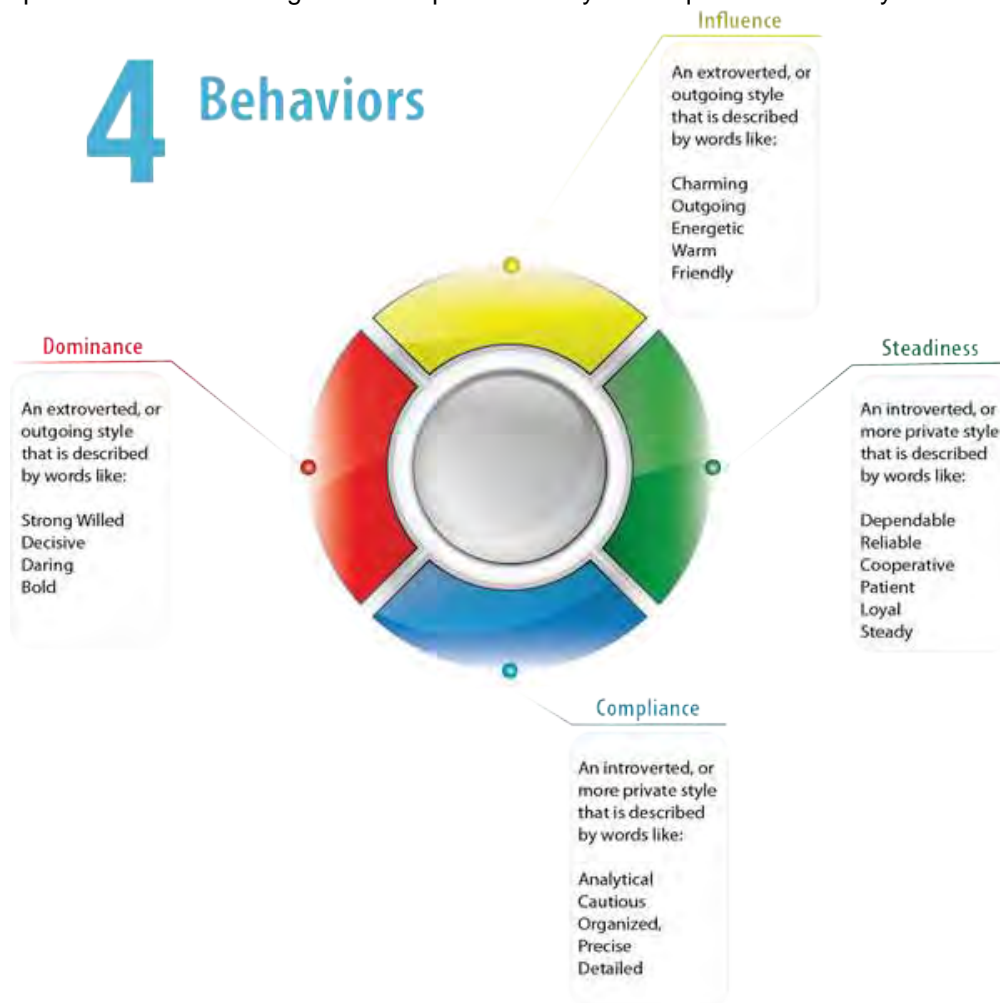 Influence
4 Behaviors
An extroverted, or
outgoing style
that is described
by words like:
Charming
Outgoing
Energetic
Warm
Friendly
Dominance
An extroverted, or
outgoing style
that is described
by words like:
Strong Willed
Decisive
Daring
Bold
Steadiness
An introverted, or
more private style
that is described
by words like:
Dependable
Reliable
Cooperative
Patient
Loyal
Steady
Compliance
An introverted, or
more private style
that is described
by words like:
Analytical
Cautious
Organized,
Precise
Detailed